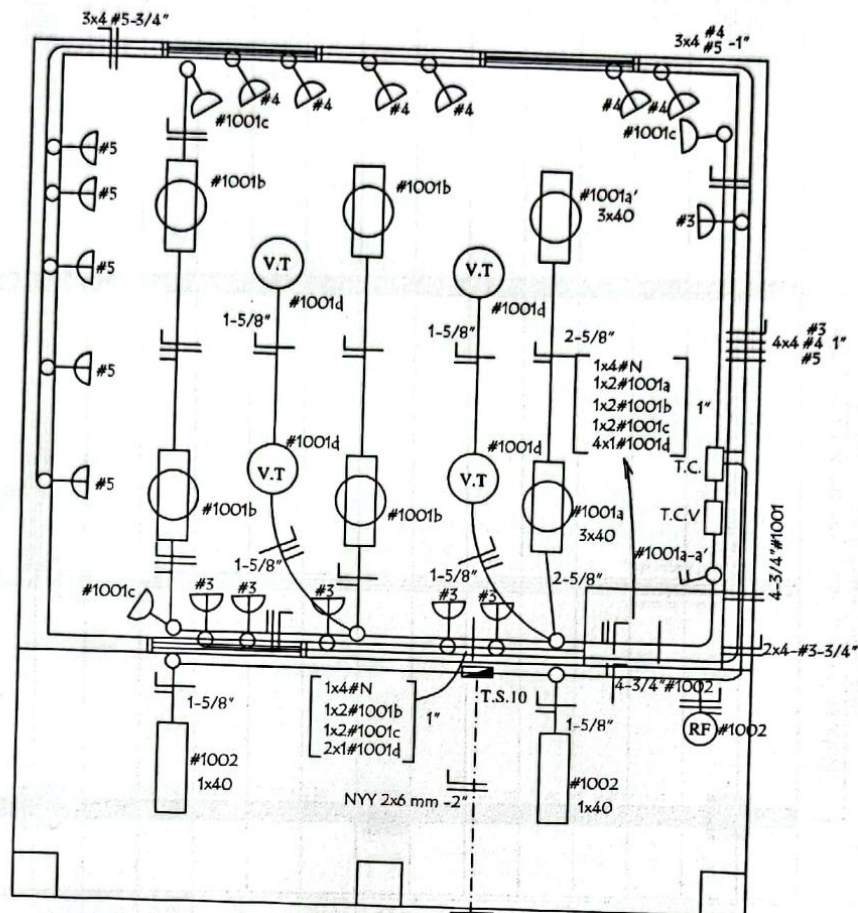 3x4 #5-3/4"
#4
3x4 #5 -1"
#4
#4
#4
#4
#4
#4
#1001c
#1001c
#5
#5
#5
#5
#5
#1001b
#1001b
#1001a'
3x40
#3
V.T
V.T
#1001d
#1001d
1-5/8"
1-5/8"
2-5/8"
#3
4x4 #4 1"
#5
1x4#N
1x2#1001a
1x2#1001b
1x2#1001c
4x1#1001d
1"
#1001d
#1001d
V.T
V.T
T.C.
T.C.V
#1001b
#1001b
#1001a
3x40
#1001a-a'
4-3/4"#1001
1-5/8"
1-5/8"
2-5/8"
#1001c
#3
#3
#3
#3
#3
2x4-#3-3/4"
1-5/8"
1x4#N
1x2#1001b
1x2#1001c
2x1#1001d
1"
T.S.10
4-3/4"#1002
1-5/8"
RF
#1002
#1002
1x40
#1002
1x40
NYY 2x6 mm -2"